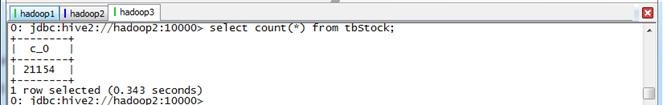 hadoop1 hadoop2 hadoop3
0: jdbc:hive2://hadoop2:10000> select count(*) from tbStock;
+--------+
| c_0 |
+--------+
| 21154 |
+--------+
1 row selected (0.343 seconds)
0: jdbc:hive2://hadoop2:10000>